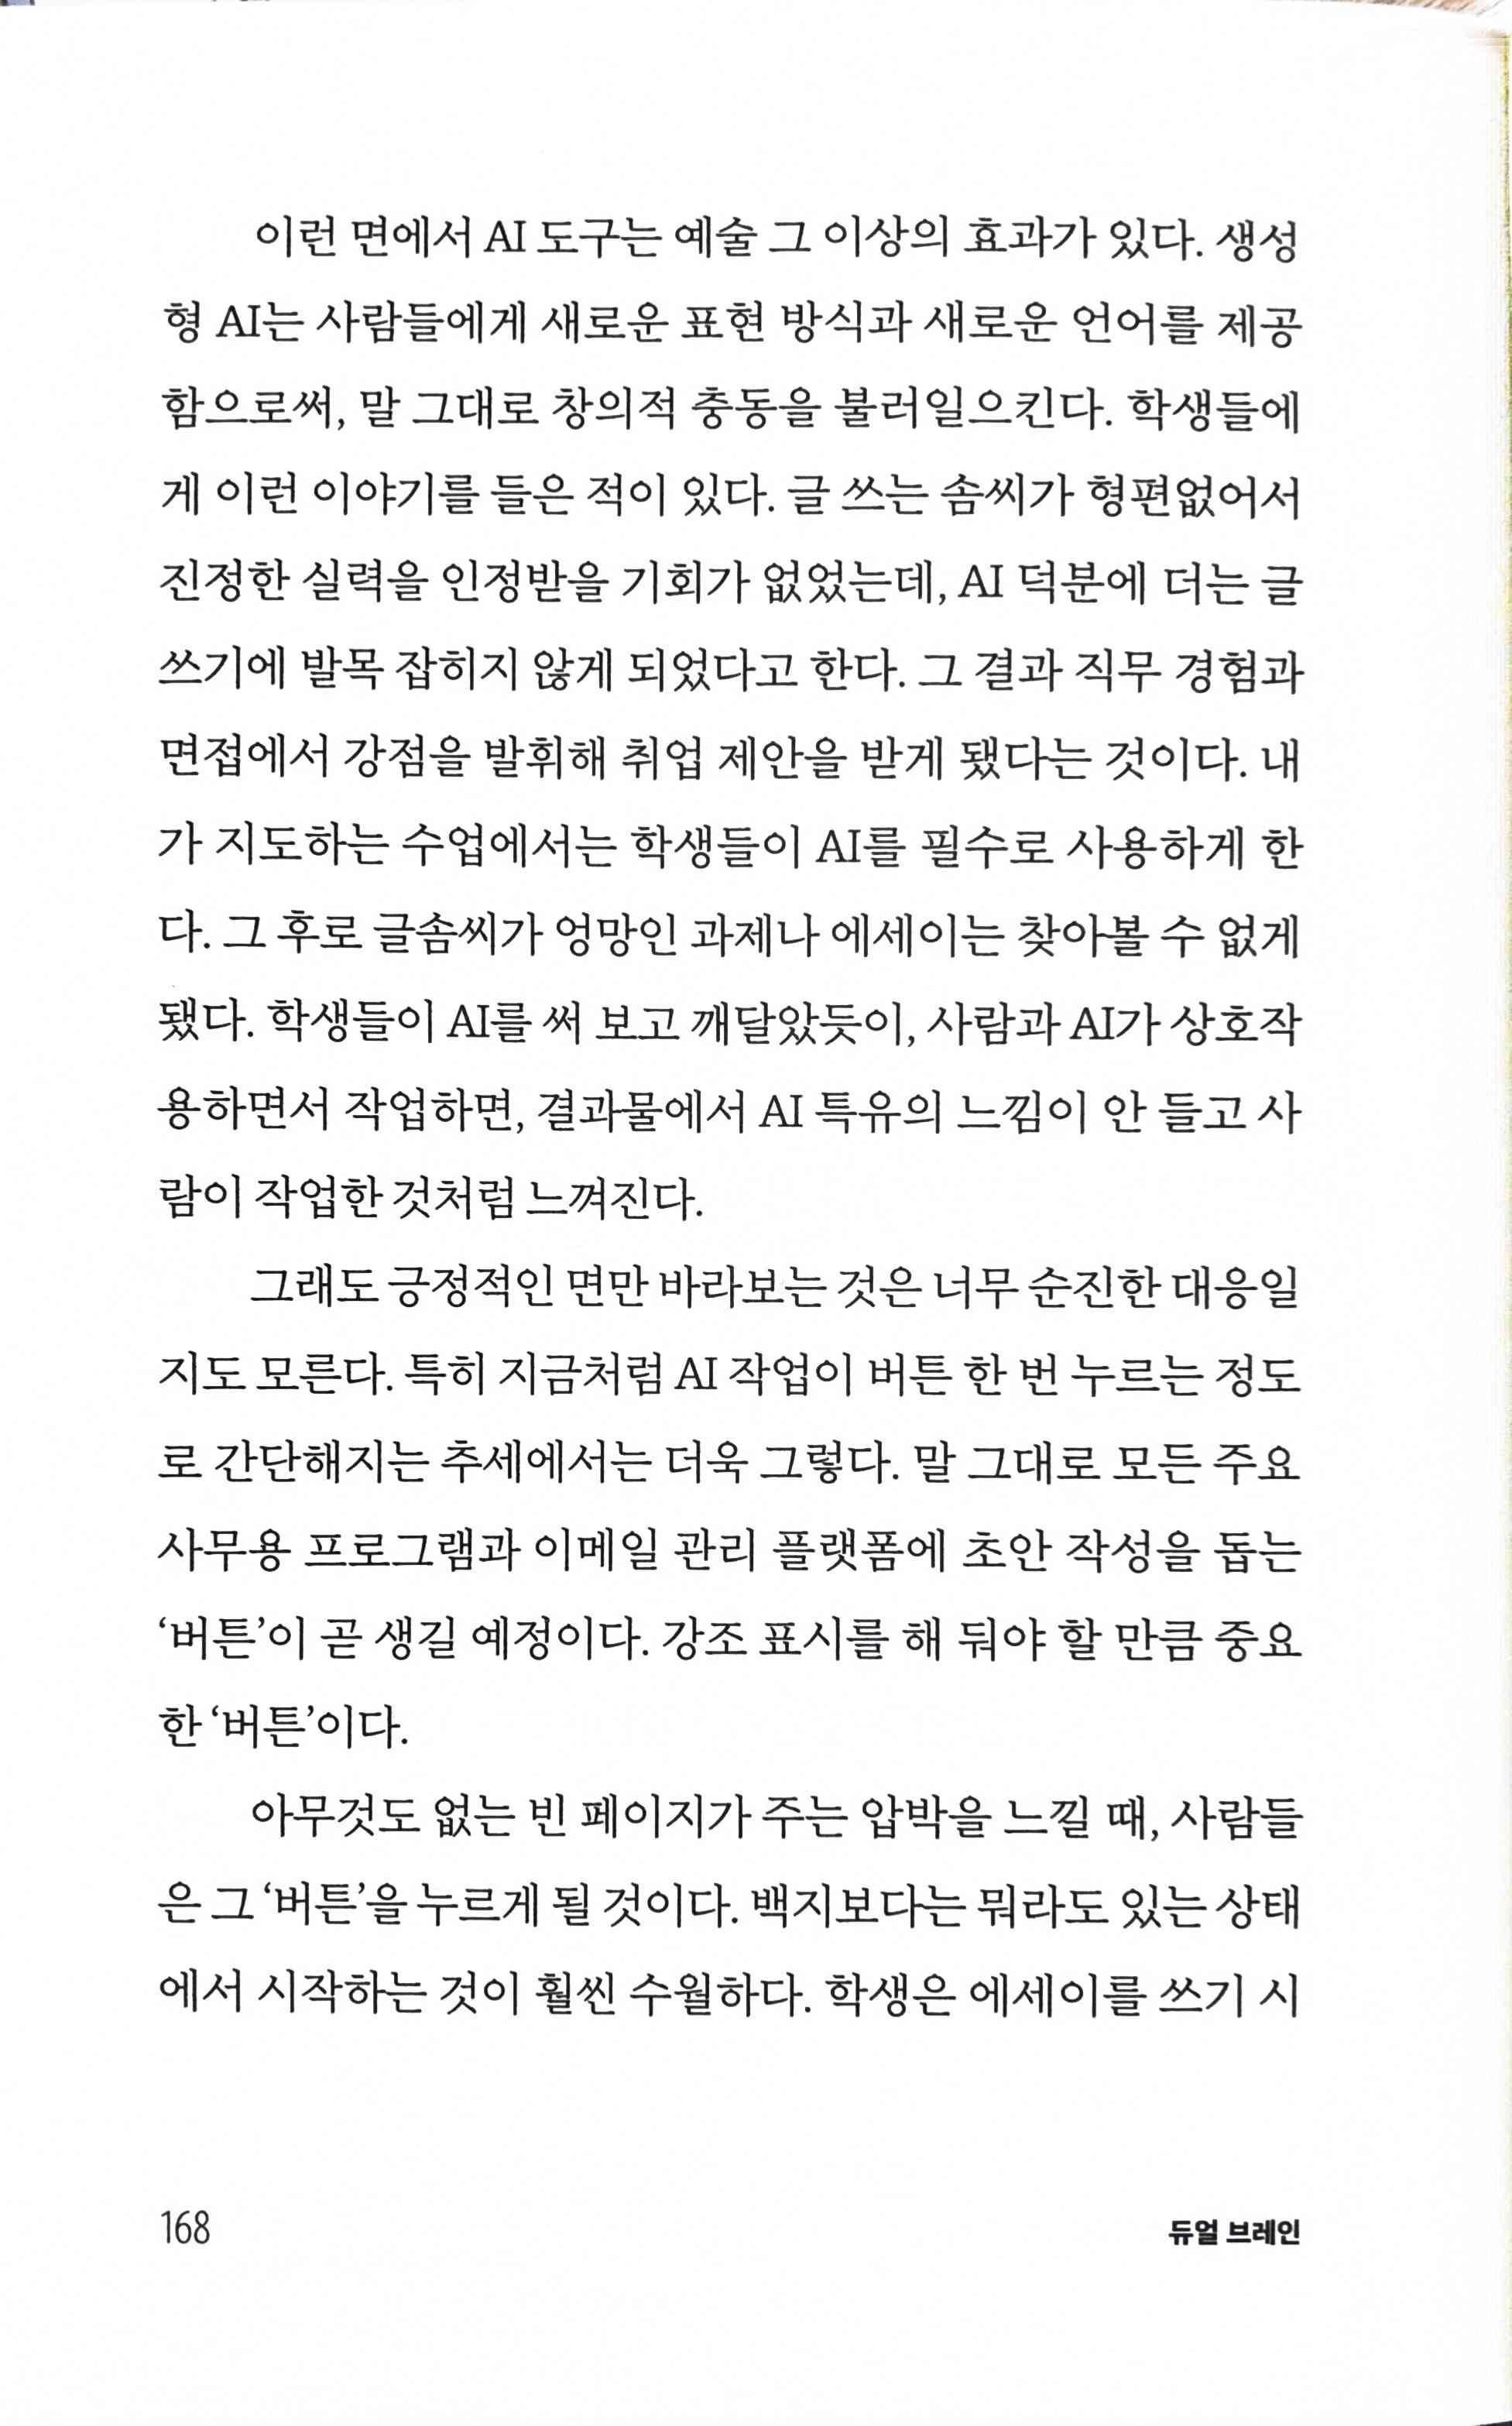 이런 면에서 AI 도구는 예술 그 이상의 효과가 있다. 생성
형 AI는 사람들에게 새로운 표현 방식과 새로운 언어를 제공
함으로써, 말 그대로 창의적 충동을 불러일으킨다. 학생들에
게 이런 이야기를 들은 적이 있다. 글 쓰는 솜씨가 형편없어서
진정한 실력을 인정받을 기회가 없었는데, AI 덕분에 더는 글
쓰기에 발목 잡히지 않게 되었다고 한다. 그 결과 직무 경험과
면접에서 강점을 발휘해 취업 제안을 받게 됐다는 것이다. 내
가 지도하는 수업에서는 학생들이 AI를 필수로 사용하게 한
다. 그 후로 글솜씨가 엉망인 과제나 에세이는 찾아볼 수 없게
됐다. 학생들이 AI를 써 보고 깨달았듯이, 사람과 AI가 상호작
용하면서 작업하면, 결과물에서 AI 특유의 느낌이 안 들고 사
람이 작업한 것처럼 느껴진다.
그래도 긍정적인 면만 바라보는 것은 너무 순진한 대응일
지도 모른다. 특히 지금처럼 AI 작업이 버튼 한 번 누르는 정도
로 간단해지는 추세에서는 더욱 그렇다. 말 그대로 모든 주요
사무용 프로그램과 이메일 관리 플랫폼에 초안 작성을 돕는
‘버튼’이 곧 생길 예정이다. 강조 표시를 해 둬야 할 만큼 중요
한 ‘버튼’이다.
아무것도 없는 빈 페이지가 주는 압박을 느낄 때, 사람들
은 그 ‘버튼’을 누르게 될 것이다. 백지보다는 뭐라도 있는 상태
에서 시작하는 것이 훨씬 수월하다. 학생은 에세이를 쓰기 시
168
듀얼 브레인